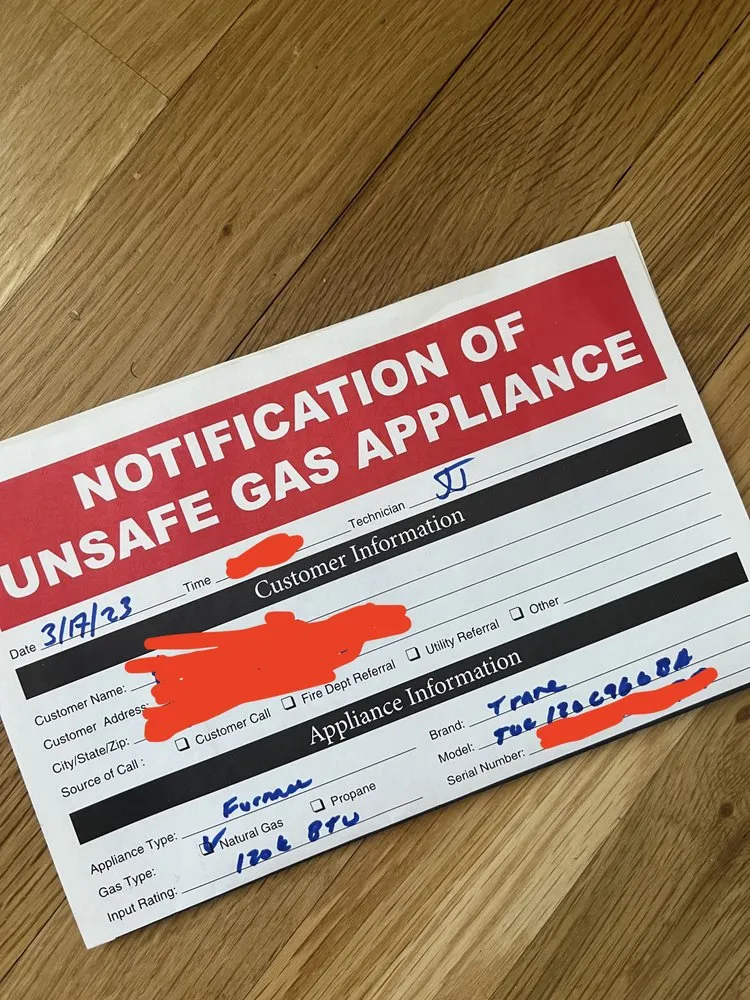 NOTIFICATION OF
UNSAFE GAS APPLIANCE
Date 3/17/23 Time Technician JJ
Customer Information
Customer Name:
Customer Address:
City/State/Zip:
Source of Call : Customer Call Fire Dept Referral Utility Referral Other
Appliance Information
Appliance Type: Furnace Brand: Trane
Gas Type: Natural Gas Propane Model:
Input Rating: 120k BTU Serial Number: